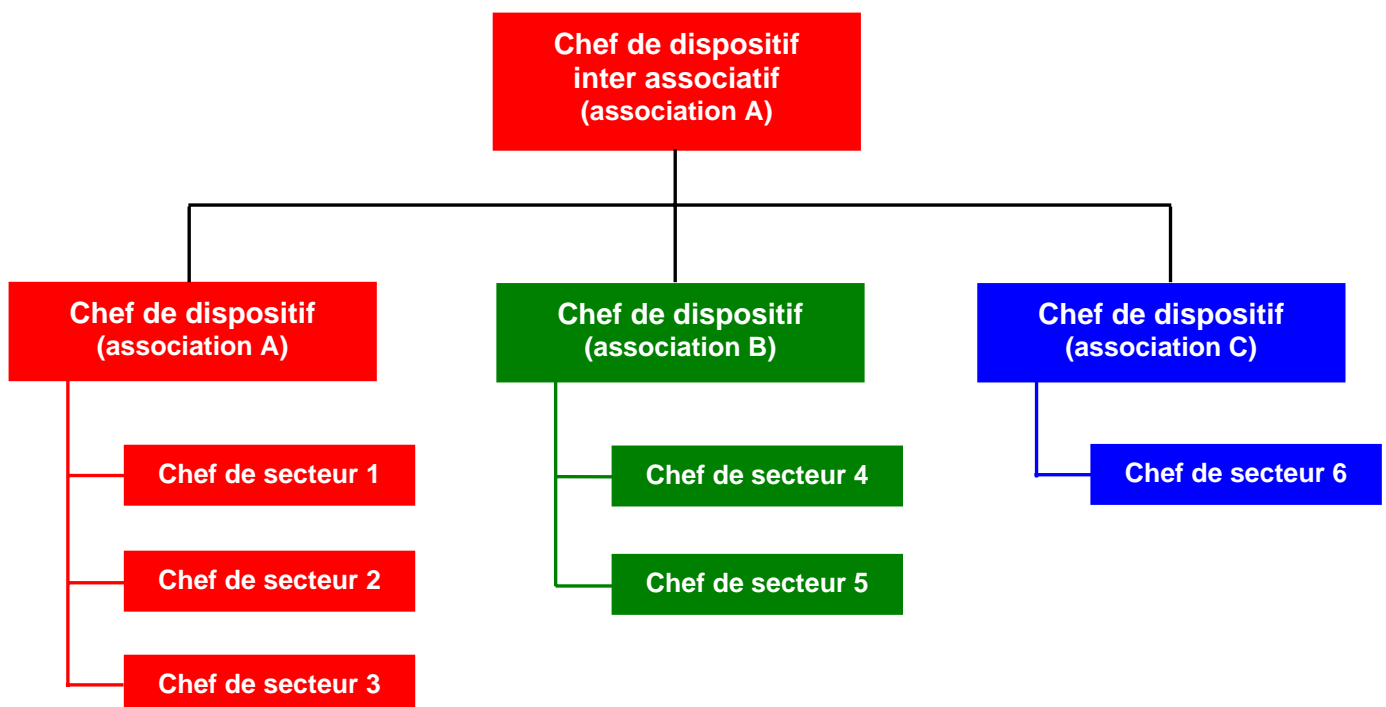 Chef de dispositif
inter associatif
(association A)
Chef de dispositif
(association A)
Chef de dispositif
(association B)
Chef de dispositif
(association C)
Chef de secteur 1
Chef de secteur 2
Chef de secteur 3
Chef de secteur 4
Chef de secteur 5
Chef de secteur 6